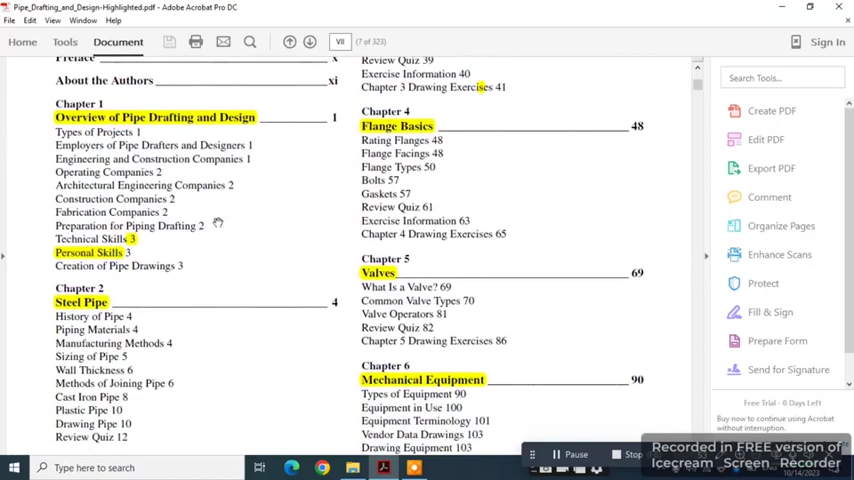 Pipe_Drafting_and_Design-Highlighted.pdf - Adobe Acrobat Pro DC
File Edit View Window Help
Home Tools Document VII (7 of 323) Sign In
Preface x
About the Authors xi
Chapter 1
Overview of Pipe Drafting and Design 1
Types of Projects 1
Employers of Pipe Drafters and Designers 1
Engineering and Construction Companies 1
Operating Companies 2
Architectural Engineering Companies 2
Construction Companies 2
Fabrication Companies 2
Preparation for Piping Drafting 2
Technical Skills 3
Personal Skills 3
Creation of Pipe Drawings 3
Chapter 2
Steel Pipe 4
History of Pipe 4
Piping Materials 4
Manufacturing Methods 4
Sizing of Pipe 5
Wall Thickness 6
Methods of Joining Pipe 6
Cast Iron Pipe 8
Plastic Pipe 10
Drawing Pipe 10
Review Quiz 12
Review Quiz 39
Exercise Information 40
Chapter 3 Drawing Exercises 41
Chapter 4
Flange Basics 48
Rating Flanges 48
Flange Facings 48
Flange Types 50
Bolts 57
Gaskets 57
Review Quiz 61
Exercise Information 63
Chapter 4 Drawing Exercises 65
Chapter 5
Valves 69
What Is a Valve? 69
Common Valve Types 70
Valve Operators 81
Review Quiz 82
Chapter 5 Drawing Exercises 86
Chapter 6
Mechanical Equipment 90
Types of Equipment 90
Equipment in Use 100
Equipment Terminology 101
Vendor Data Drawings 103
Drawing Equipment 103
Search Tools...
Create PDF
Edit PDF
Export PDF
Comment
Organize Pages
Enhance Scans
Protect
Fill & Sign
Prepare Form
Send for Signature
Free Trial - 0 Days Left
Buy now to continue using Acrobat
without interruption.
Pause Stop
Recorded in FREE version of
Icecream Screen Recorder
Type here to search
10/14/2023